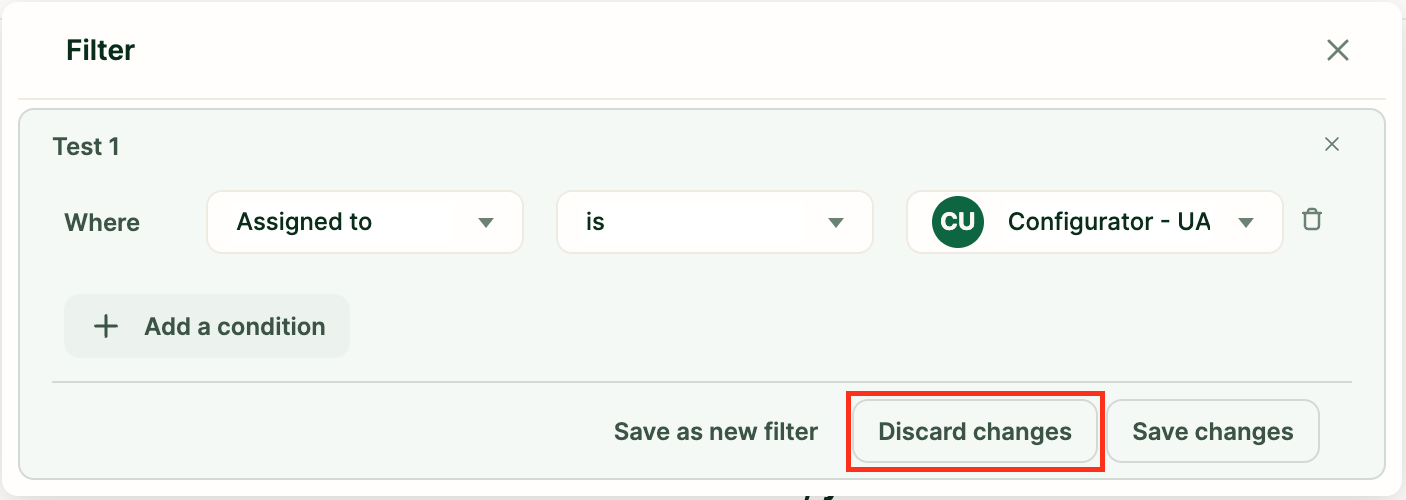 Filter
Test 1
Where Assigned to is CU Configurator - UA
Add a condition
Save as new filter Discard changes Save changes